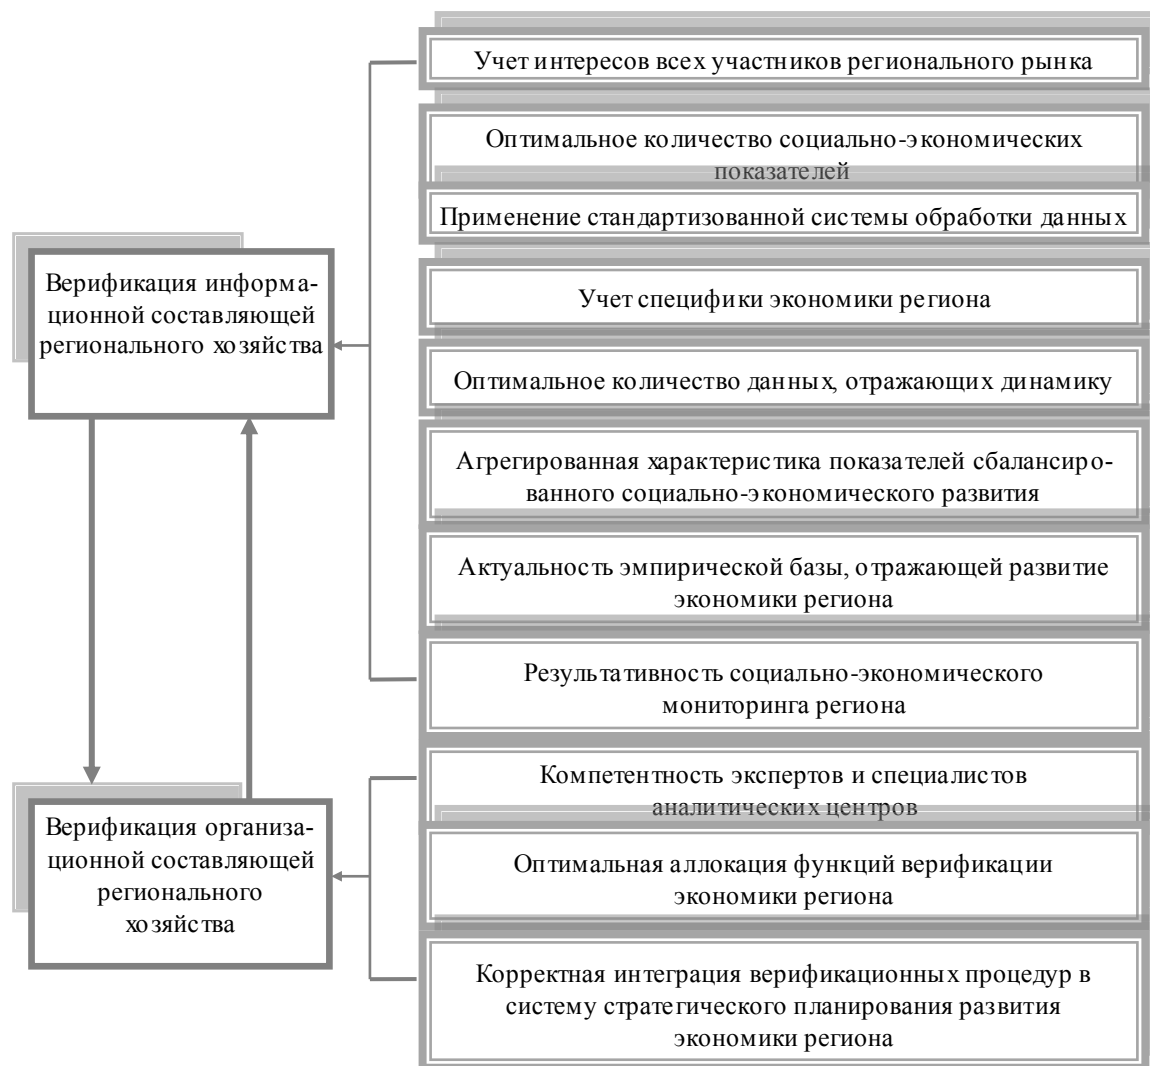 Учет интересов всех участников регионального рынка
Оптимальное количество социально-экономических
показателей
Применение стандартизованной системы обработки данных
Учет специфики экономики региона
Оптимальное количество данных, отражающих динамику
Агрегированная характеристика показателей сбалансиро-
ванного социально-экономического развития
Актуальность эмпирической базы, отражающей развитие
экономики региона
Результативность социально-экономического
мониторинга региона
Компетентность экспертов и специалистов
аналитических центров
Оптимальная аллокация функций верификации
экономики региона
Корректная интеграция верификационных процедур в
систему стратегического планирования развития
экономики региона
Верификация информа-
ционной составляющей
регионального хозяйства
Верификация организа-
ционной составляющей
регионального
хозяйства